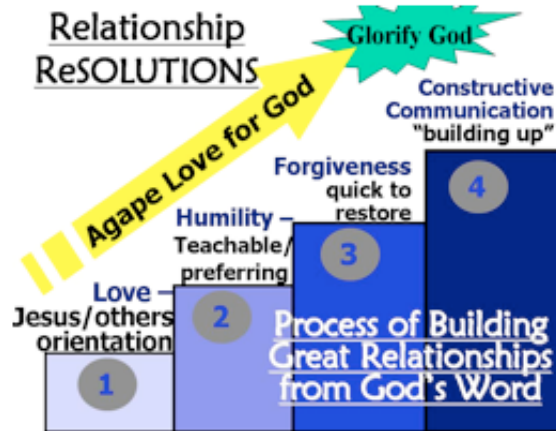 Relationship
ReSOLUTIONS
Glorify God
Agape Love for God
Constructive
Communication
"building up"
4
Forgiveness
quick to
restore
3
Humility –
Teachable/
preferring
2
Love –
Jesus/others
orientation
1
Process of Building
Great Relationships
from God's Word